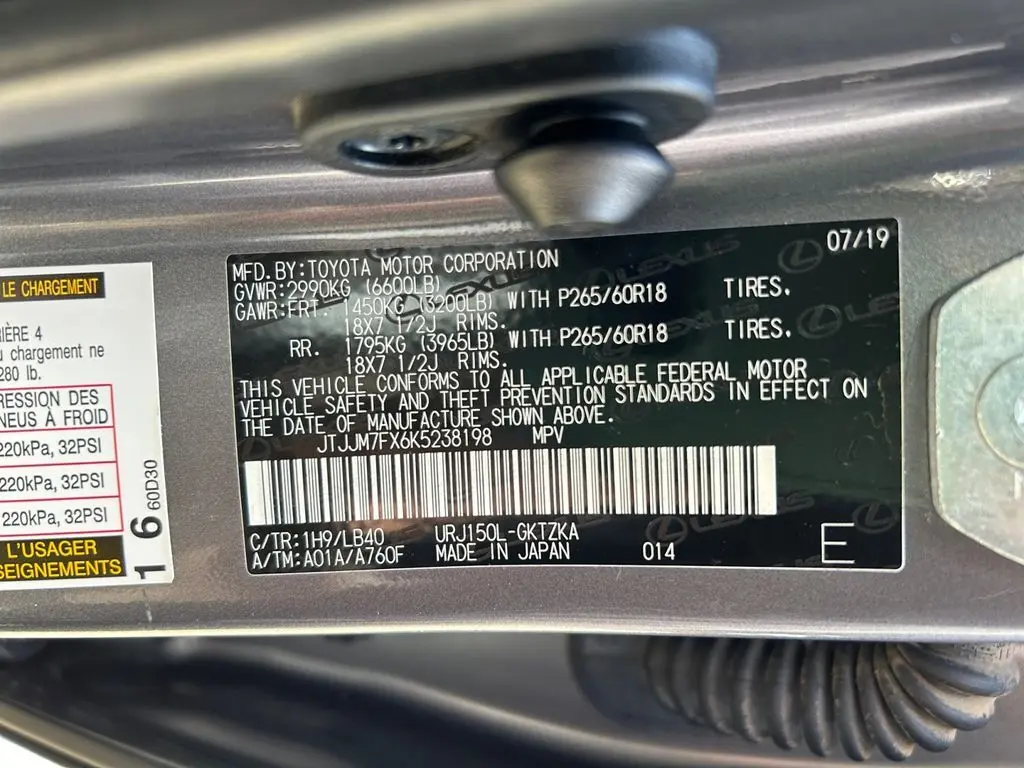 07/19
MFD.BY:TOYOTA MOTOR CORPORATION
GVWR:2990KG (6600LB)
GAWR:FRT. 1450KG (3200LB) WITH P265/60R18 TIRES.
18X7 1/2J RIMS.
RR. 1795KG (3965LB) WITH P265/60R18 TIRES.
18X7 1/2J RIMS.
THIS VEHICLE CONFORMS TO ALL APPLICABLE FEDERAL MOTOR
VEHICLE SAFETY AND THEFT PREVENTION STANDARDS IN EFFECT ON
THE DATE OF MANUFACTURE SHOWN ABOVE.
JTJJM7FX6K5238198 MPV
C/TR:1H9/LB40 URJ150L-GKTZKA
A/TM:A01A/A760F MADE IN JAPAN 014
E
LEXUS
LE CHARGEMENT
4
chargement ne
280 lb.
DES
À FROID
220kPa, 32PSI
220kPa, 32PSI
220kPa, 32PSI
L'USAGER
16
60D30